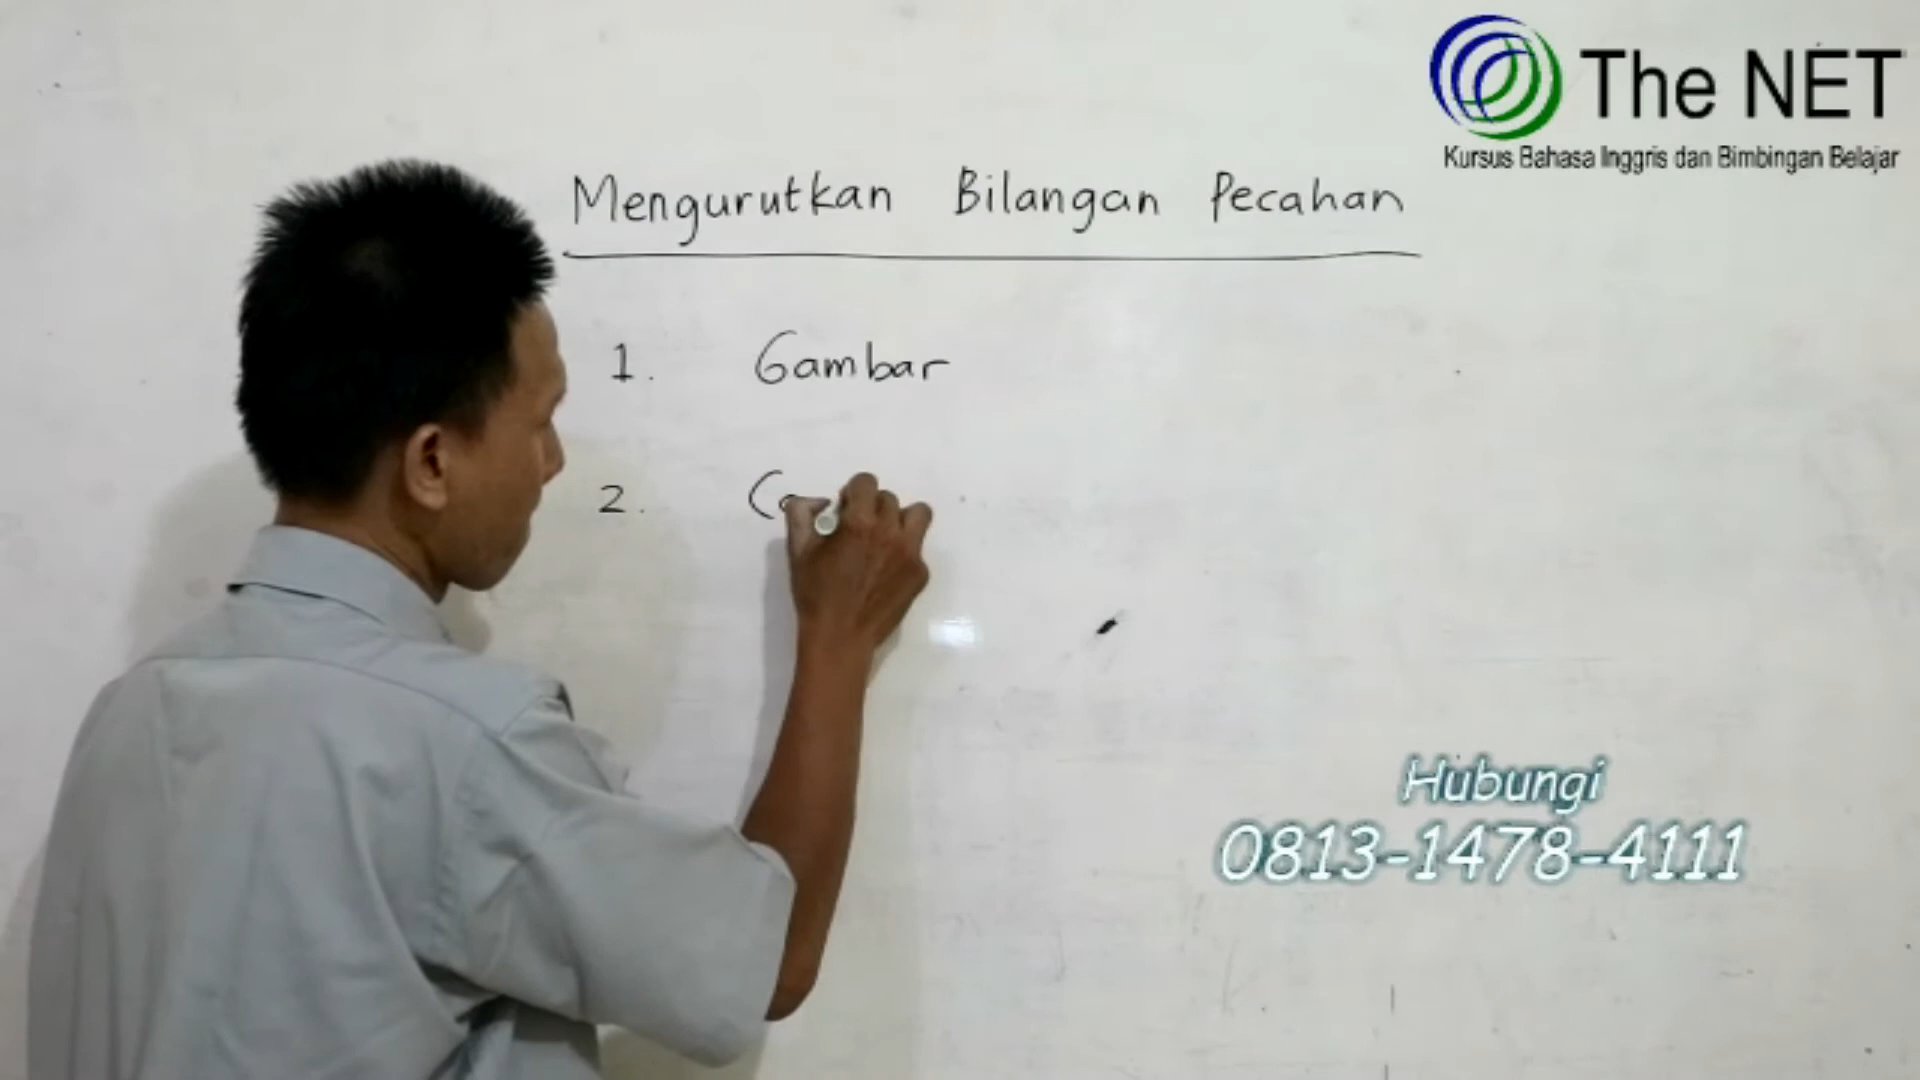 The NET
Kursus Bahasa Inggris dan Bimbingan Belajar
Mengurutkan Bilangan Pecahan
1. Gambar
2.
Hubungi
0813-1478-4111